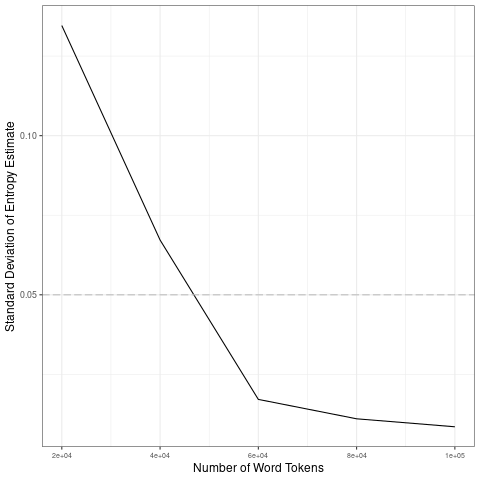 Standard Deviation of Entropy Estimate
0.10
0.05
2e+04 4e+04 6e+04 8e+04 1e+05
Number of Word Tokens